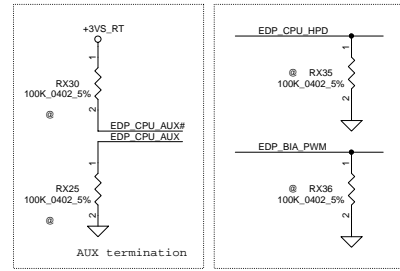 +3VS_RT
1
RX30
100K_0402_5%
2
@
EDP_CPU_AUX#
EDP_CPU_AUX
1
RX25
100K_0402_5%
2
@
AUX termination
EDP_CPU_HPD
1
@ RX35
100K_0402_5%
2
EDP_BIA_PWM
1
@ RX36
100K_0402_5%
2